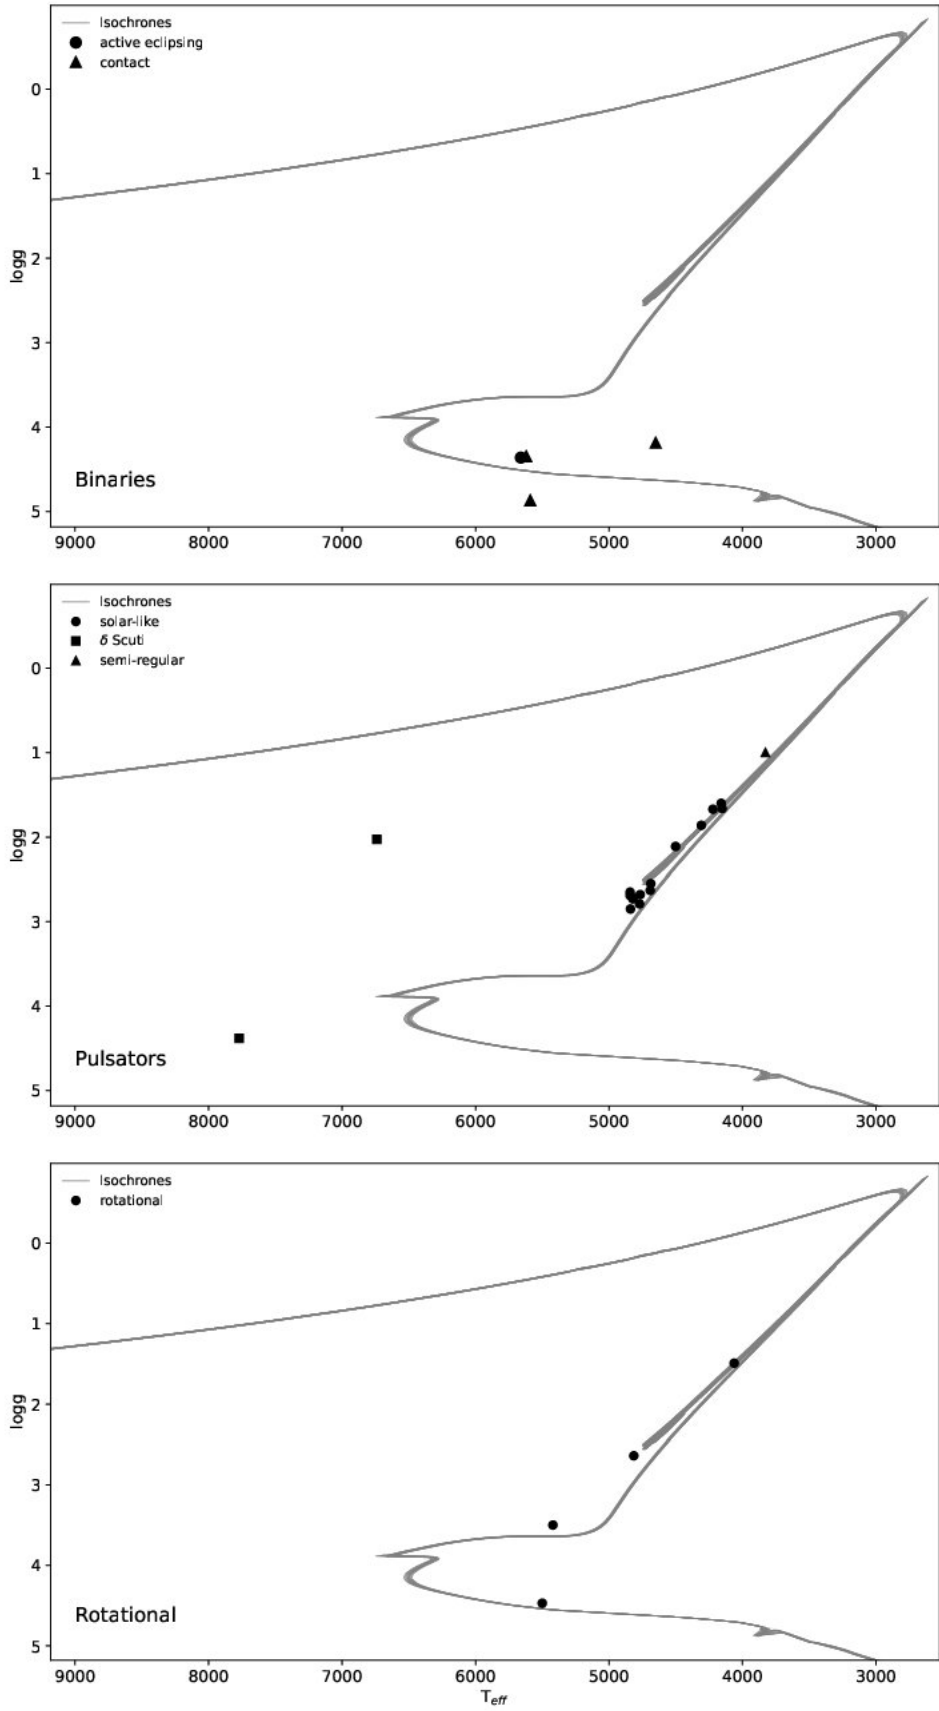 Isochrones
active eclipsing
contact
0
1
2
3
4
5
logg
Binaries
9000 8000 7000 6000 5000 4000 3000
Isochrones
solar-like
δ Scuti
semi-regular
0
1
2
3
4
5
logg
Pulsators
9000 8000 7000 6000 5000 4000 3000
Isochrones
rotational
0
1
2
3
4
5
logg
Rotational
9000 8000 7000 6000 5000 4000 3000
Teff